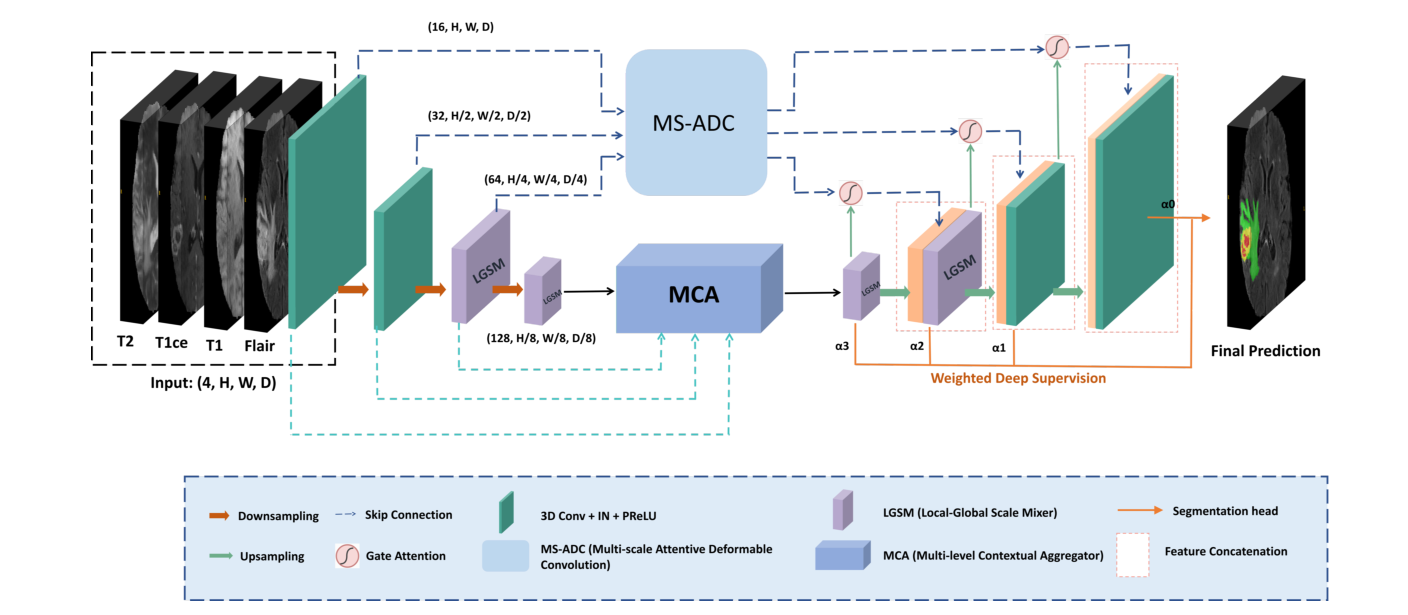 (16, H, W, D)
(32, H/2, W/2, D/2)
(64, H/4, W/4, D/4)
MS-ADC
LGSM
LGSM
(128, H/8, W/8, D/8)
MCA
LGSM
LGSM
α0
α3
α2
α1
Weighted Deep Supervision
T2
T1ce
T1
Flair
Input: (4, H, W, D)
Final Prediction
Downsampling
Skip Connection
3D Conv + IN + PReLU
LGSM (Local-Global Scale Mixer)
Segmentation head
Upsampling
Gate Attention
MS-ADC (Multi-scale Attentive Deformable
Convolution)
MCA (Multi-level Contextual Aggregator)
Feature Concatenation